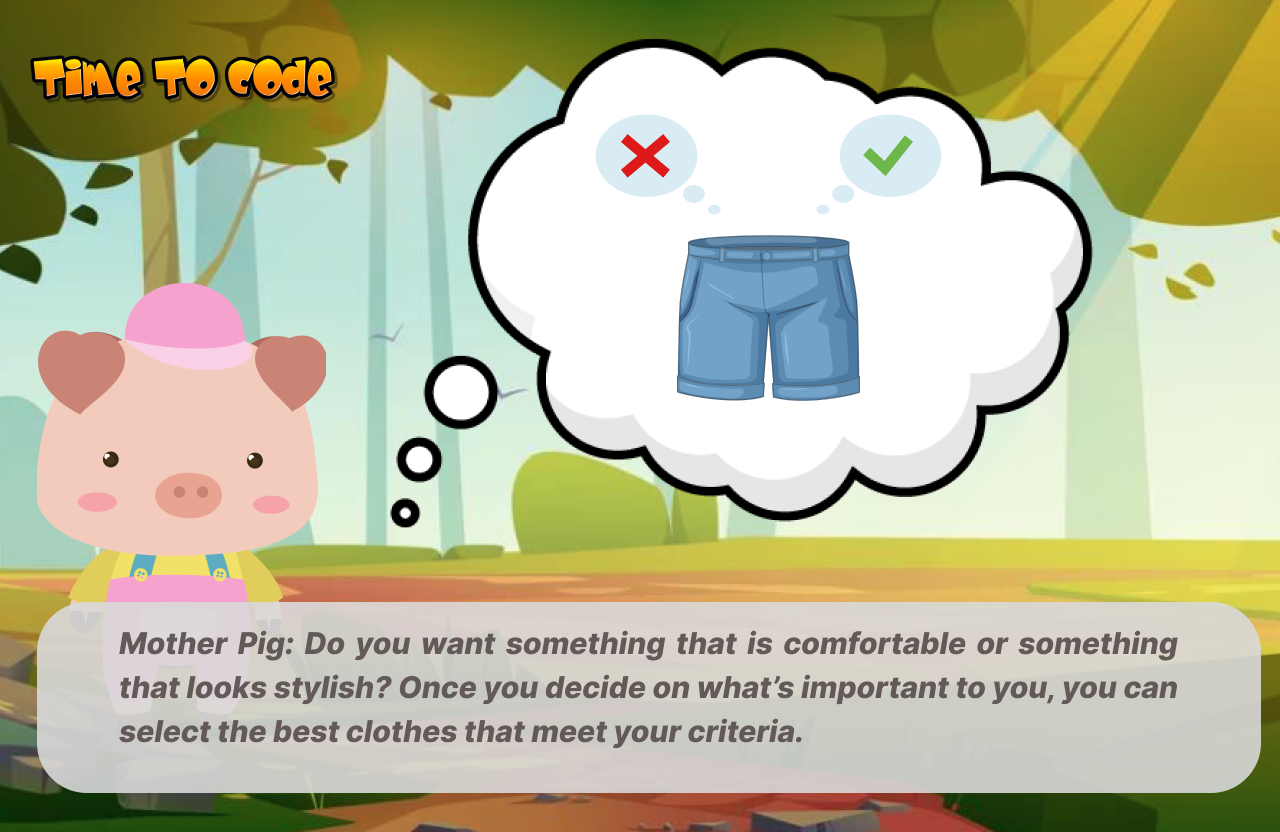 Time To Code
Mother Pig: Do you want something that is comfortable or something
that looks stylish? Once you decide on what’s important to you, you can
select the best clothes that meet your criteria.